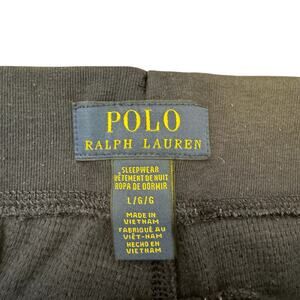 POLO
RALPH LAUREN
SLEEPWEAR
VÊTEMENT DE NUIT
ROPA DE DORMIR
L/G/G
MADE IN
VIETNAM
FABRIQUÉ AU
VIÊT-NAM
HECHO EN
VIETNAM